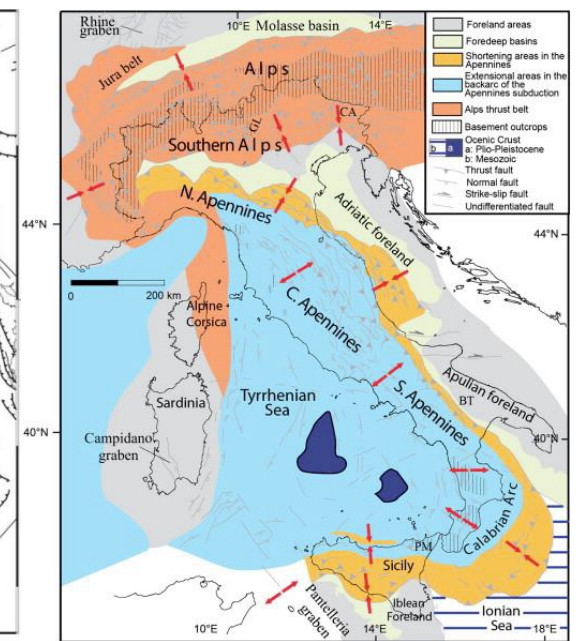 Rhine
graben
10°E
Molasse basin
14°E
Jura belt
Alps
GL
CA
Southern Alps
44°N
N. Apennines
Adriatic foreland
44°N
0
200 km
Alpine
Corsica
C. Apennines
Sardinia
Tyrrhenian
Sea
S. Apennines
Apulian foreland
BT
40°N
40°N
Campidano
graben
Calabrian Arc
PM
Sicily
Pantelleria
graben
Iblean
Foreland
Ionian
Sea
10°E
14°E
18°E
Foreland areas
Foredeep basins
Shortening areas in the
Apennines
Extensional areas in the
backarc of the
Apennines subduction
Alps thrust belt
Basement outcrops
b
a
Ocenic Crust
a: Plio-Pleistocene
b: Mesozoic
Thrust fault
Normal fault
Strike-slip fault
Undifferentiated fault